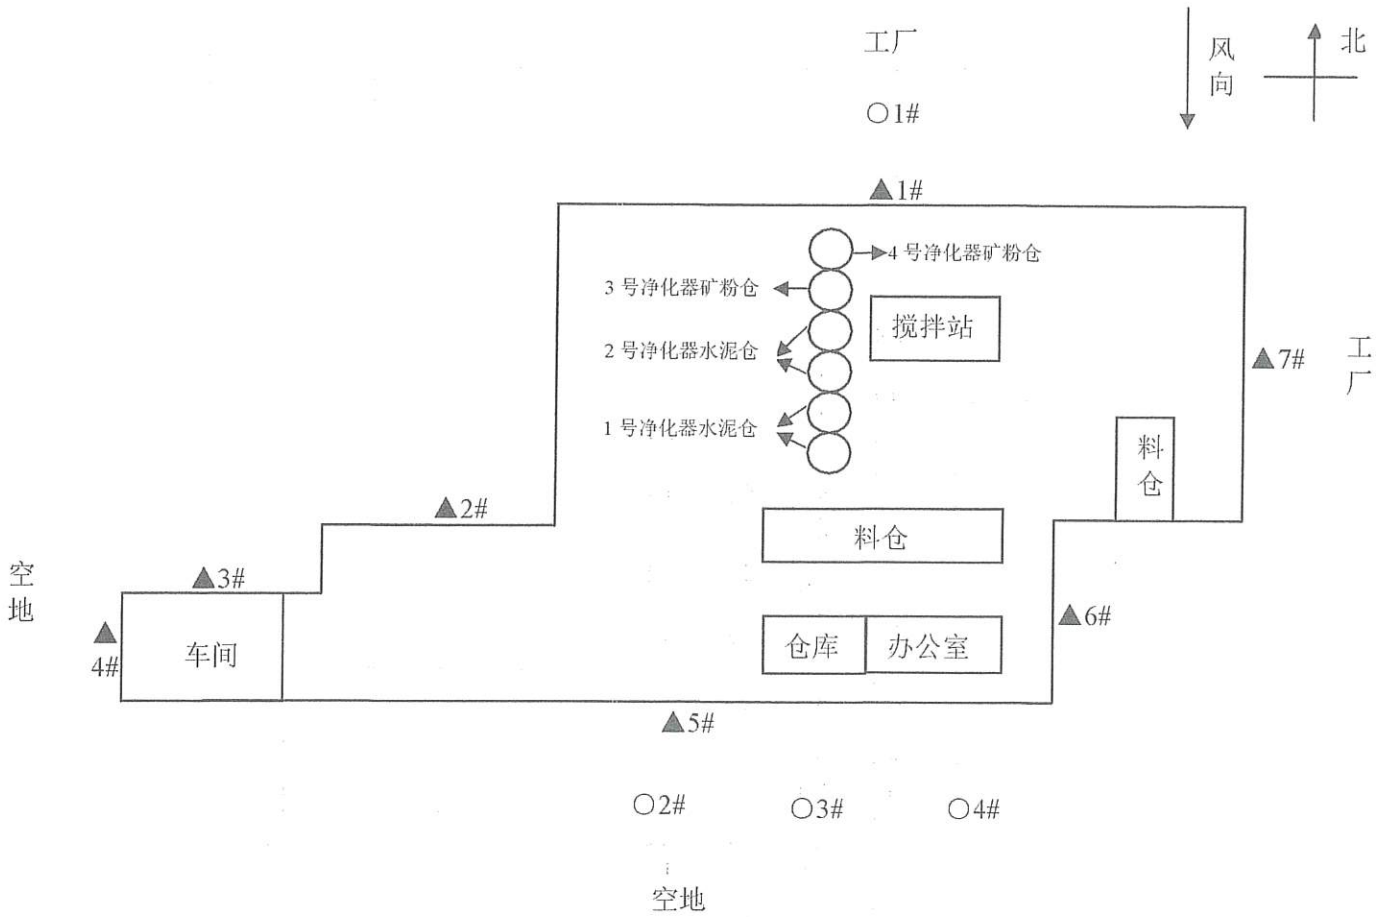 工厂
风向
北
○1#
▲1#
4 号净化器矿粉仓
3 号净化器矿粉仓
搅拌站
2 号净化器水泥仓
▲7#
工厂
1 号净化器水泥仓
料仓
▲2#
料仓
空地
▲3#
▲6#
▲4#
车间
仓库
办公室
▲5#
○2#
○3#
○4#
空地